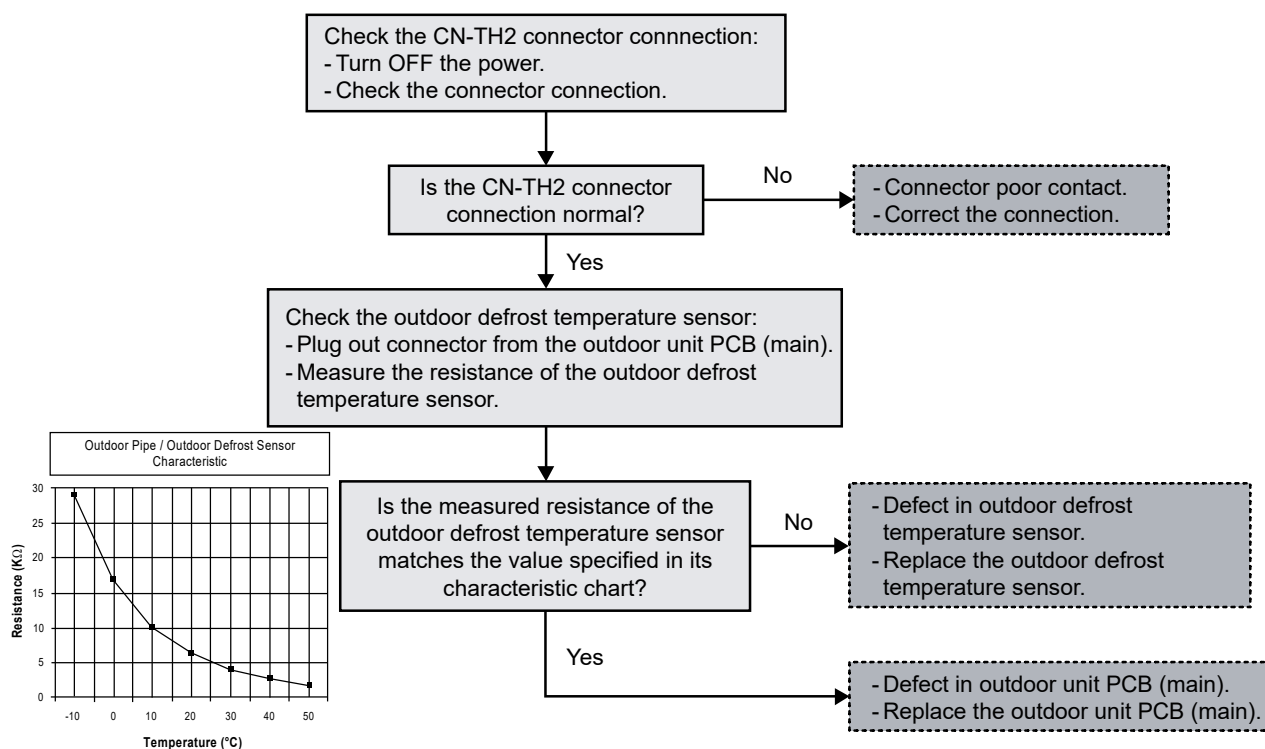 Check the CN-TH2 connector connnection:
- Turn OFF the power.
- Check the connector connection.
Is the CN-TH2 connector
connection normal?
No
- Connector poor contact.
- Correct the connection.
Yes
Check the outdoor defrost temperature sensor:
- Plug out connector from the outdoor unit PCB (main).
- Measure the resistance of the outdoor defrost
temperature sensor.
Outdoor Pipe / Outdoor Defrost Sensor
Characteristic
Resistance (KΩ)
30
25
20
15
10
5
0
-10 0 10 20 30 40 50
Temperature (°C)
Is the measured resistance of the
outdoor defrost temperature sensor
matches the value specified in its
characteristic chart?
No
- Defect in outdoor defrost
temperature sensor.
- Replace the outdoor defrost
temperature sensor.
Yes
- Defect in outdoor unit PCB (main).
- Replace the outdoor unit PCB (main).